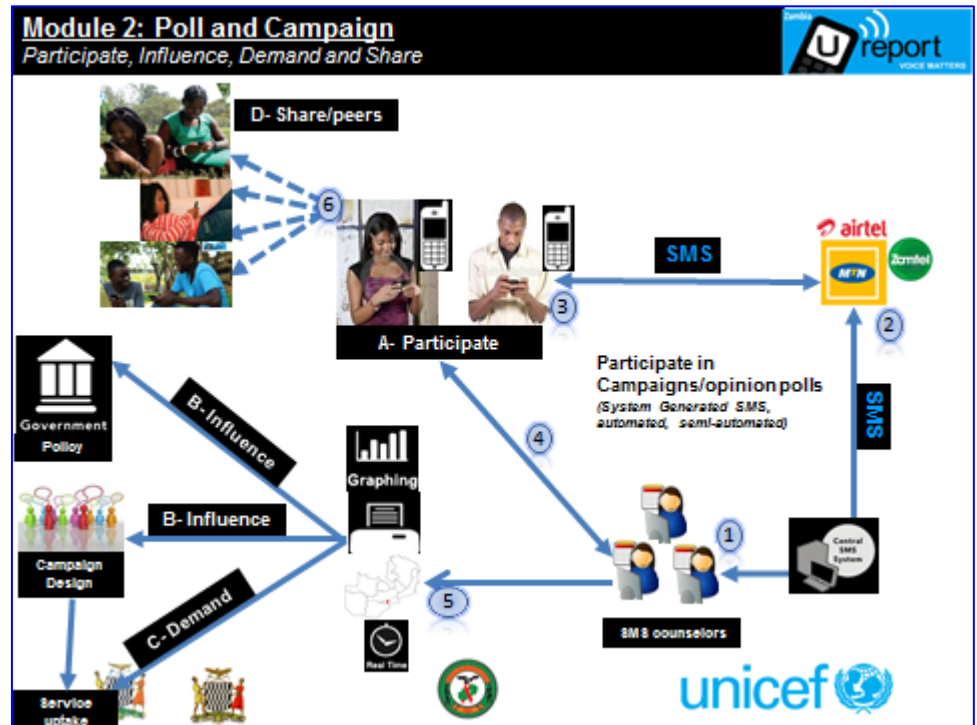 Module 2: Poll and Campaign
Participate, Influence, Demand and Share
Zambia
U report
VOICE MATTERS
D- Share/peers
6
airtel
MTN
Zamtel
SMS
3
2
A- Participate
Participate in
Campaigns/opinion polls
(System Generated SMS,
automated, semi-automated)
SMS
Government
Policy
B- Influence
4
Graphing
B- Influence
1
Central
SMS
System
Campaign
Design
C- Demand
5
SMS counselors
Real Time
Service
uptake
unicef